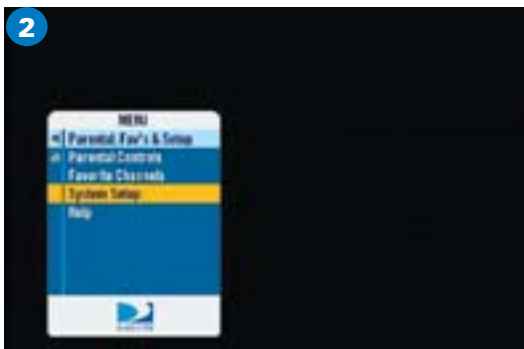 2
MENU
Parental, Fav's & Setup
Parental Controls
Favorite Channels
System Setup
Help